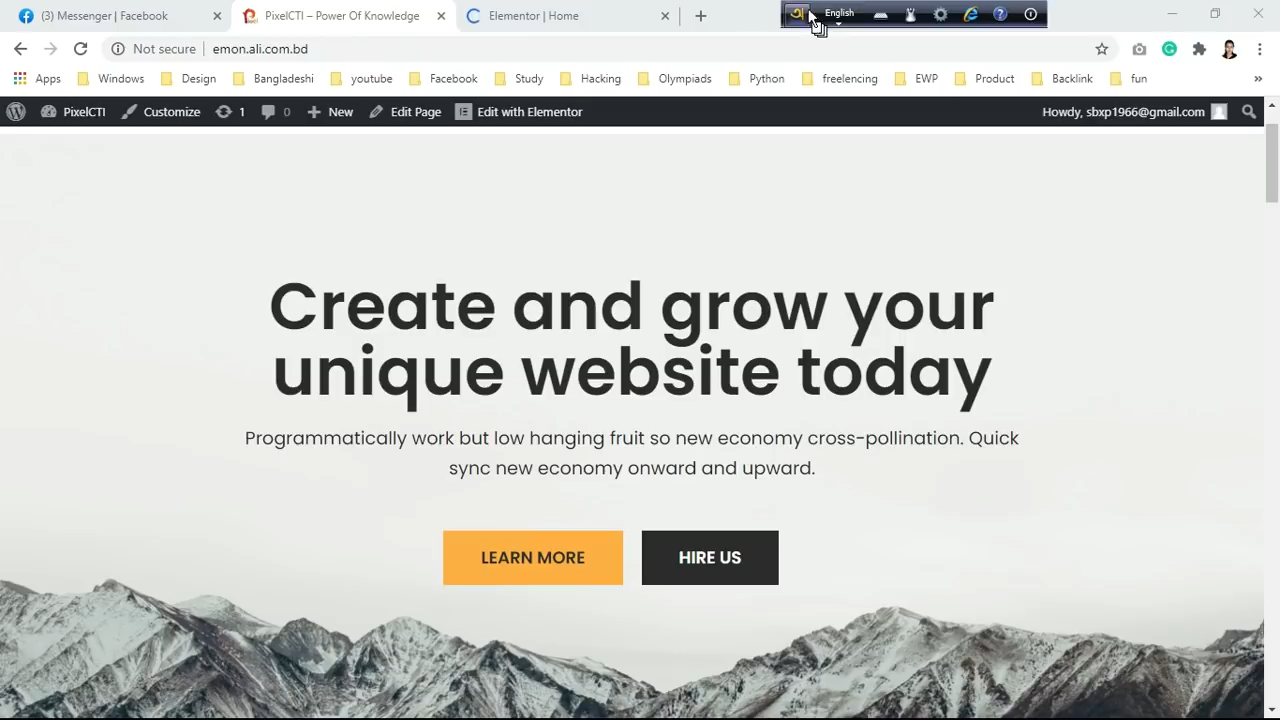 (3) Messenger | Facebook
PixelCTI – Power Of Knowledge
Elementor | Home
অ
English
Not secure
emon.ali.com.bd
Apps
Windows
Design
Bangladeshi
youtube
Facebook
Study
Hacking
Olympiads
Python
freelencing
EWP
Product
Backlink
fun
»
PixelCTI
Customize
1
0
New
Edit Page
Edit with Elementor
Howdy, sbxp1966@gmail.com
Create and grow your
unique website today
Programmatically work but low hanging fruit so new economy cross-pollination. Quick
sync new economy onward and upward.
LEARN MORE
HIRE US